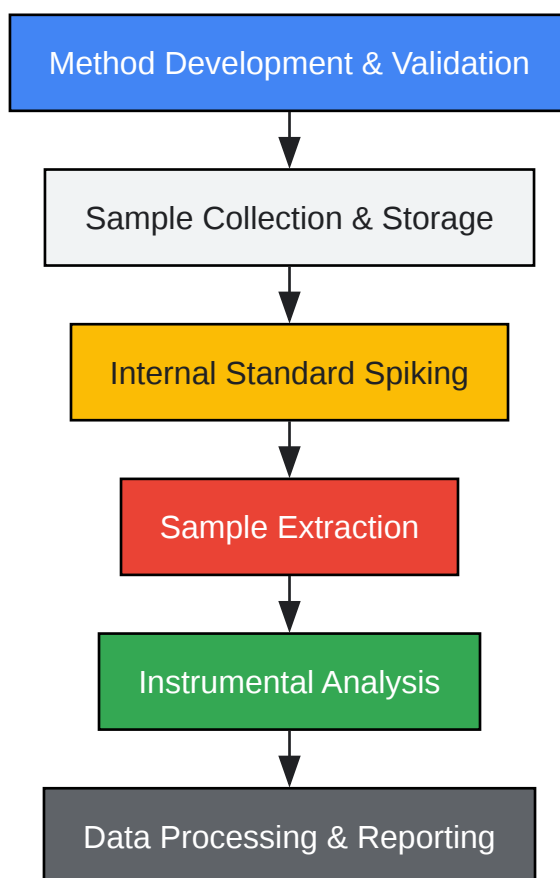 Method Development & Validation
Sample Collection & Storage
Internal Standard Spiking
Sample Extraction
Instrumental Analysis
Data Processing & Reporting